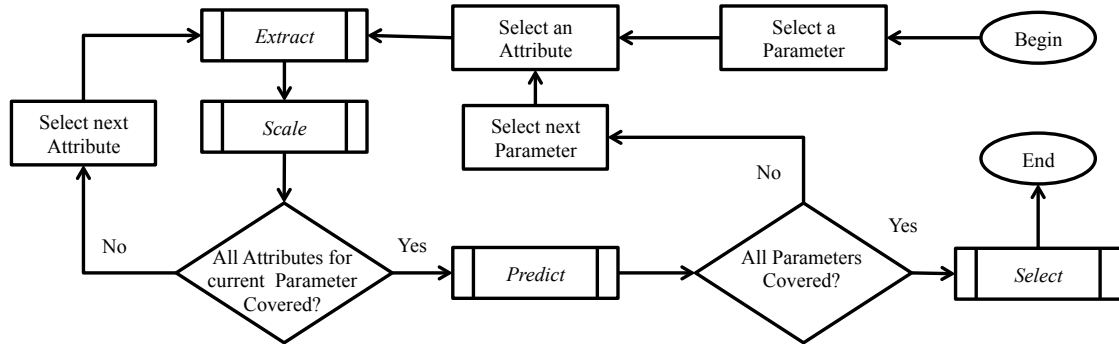 Extract
Select an
Attribute
Select a
Parameter
Begin
Select next
Attribute
Scale
Select next
Parameter
No
End
No
All Attributes for
current Parameter
Covered?
Yes
Predict
All Parameters
Covered?
Yes
Select